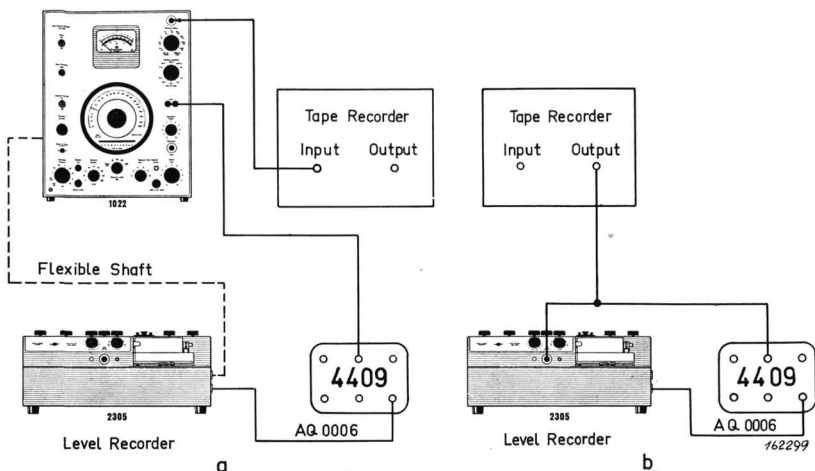 Tape Recorder
Input Output
1022
Flexible Shaft
4409
2305
AQ 0006
Level Recorder
a
Tape Recorder
Input Output
4409
2305
AQ 0006
Level Recorder
162299
b